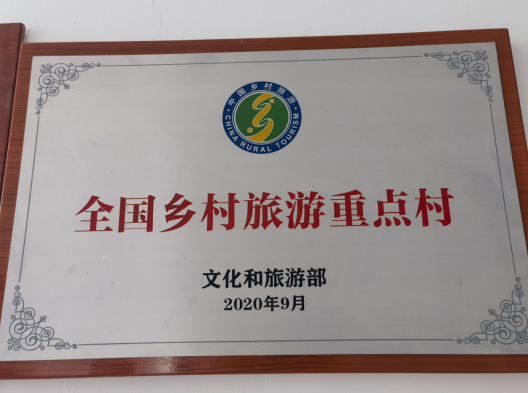 中国乡村旅游
CHINA RURAL TOURISM
全国乡村旅游重点村
文化和旅游部
2020年9月